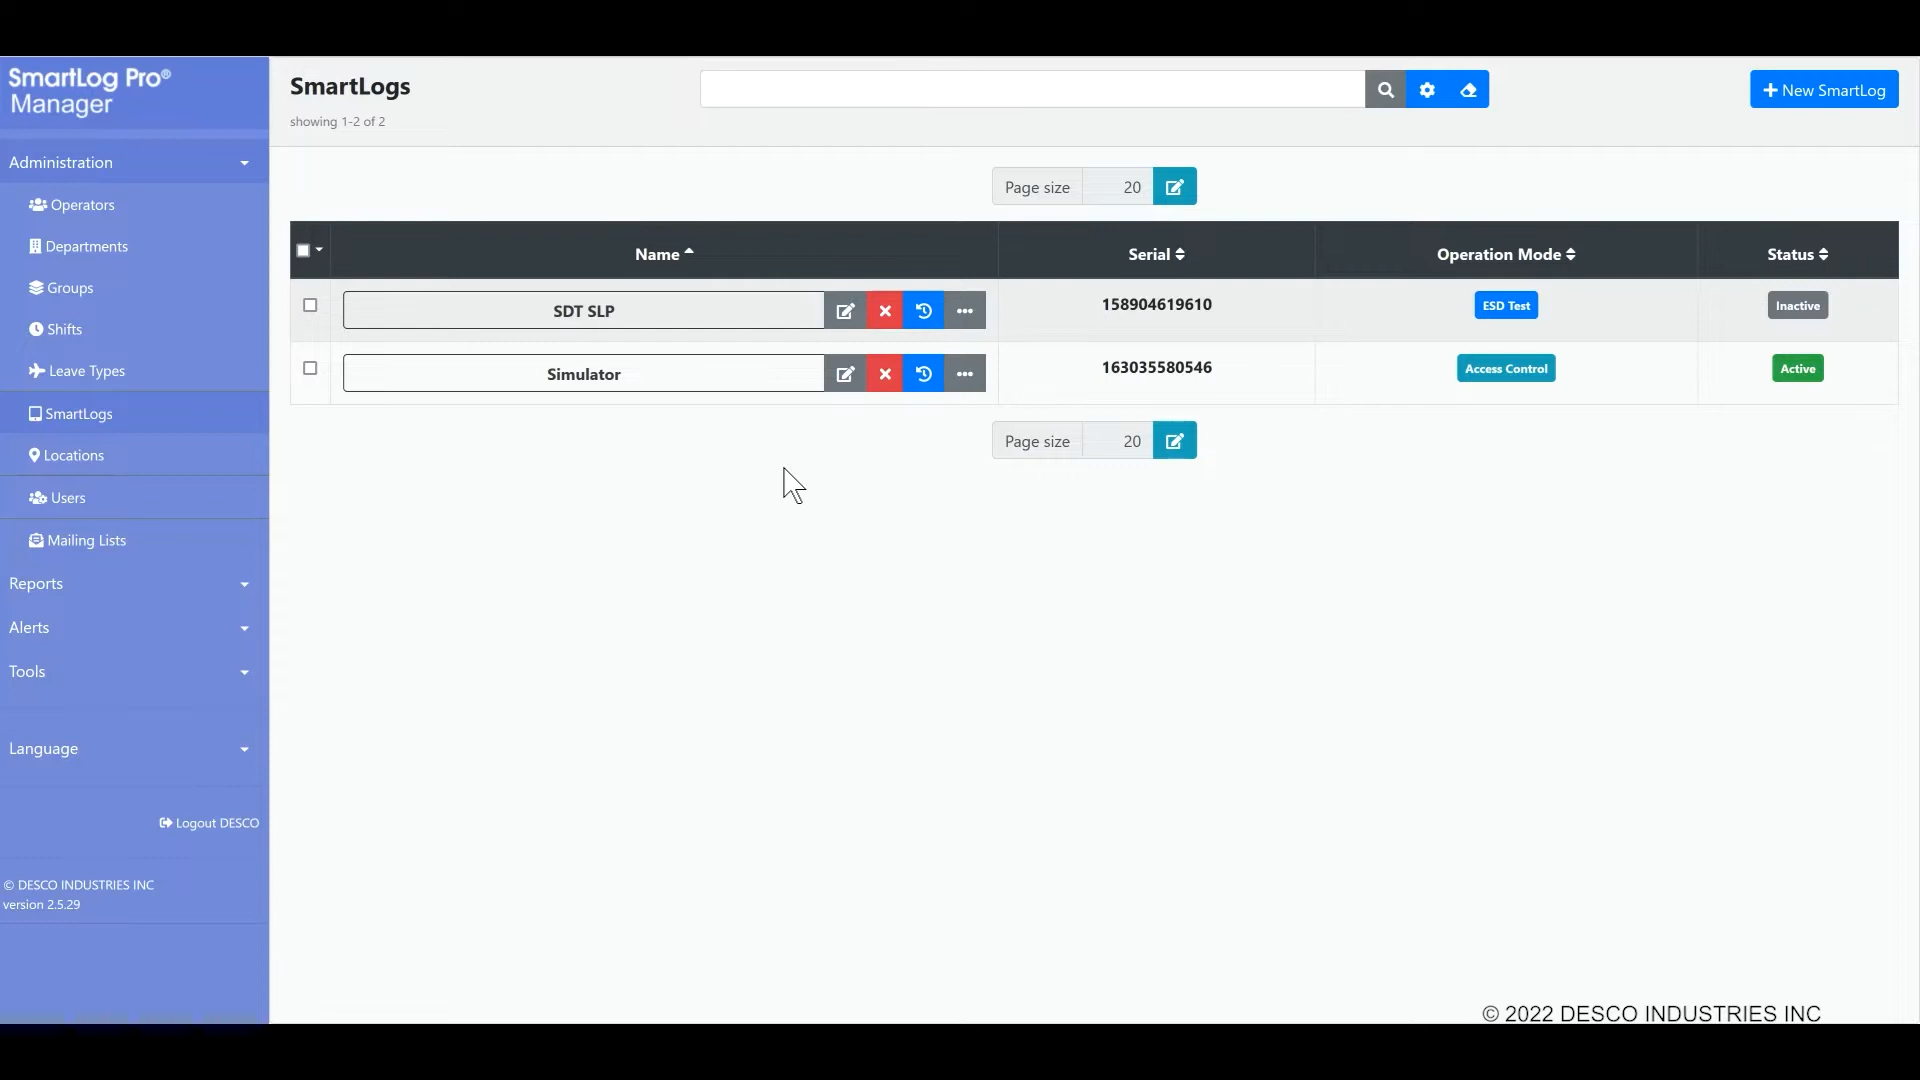 SmartLog Pro®
Manager
Administration
Operators
Departments
Groups
Shifts
Leave Types
SmartLogs
Locations
Users
Mailing Lists
Reports
Alerts
Tools
Language
Logout DESCO
© DESCO INDUSTRIES INC
version 2.5.29
SmartLogs
showing 1-2 of 2
New SmartLog
Page size 20
Name Serial Operation Mode Status
SDT SLP 158904619610 ESD Test Inactive
Simulator 163035580546 Access Control Active
Page size 20
© 2022 DESCO INDUSTRIES INC